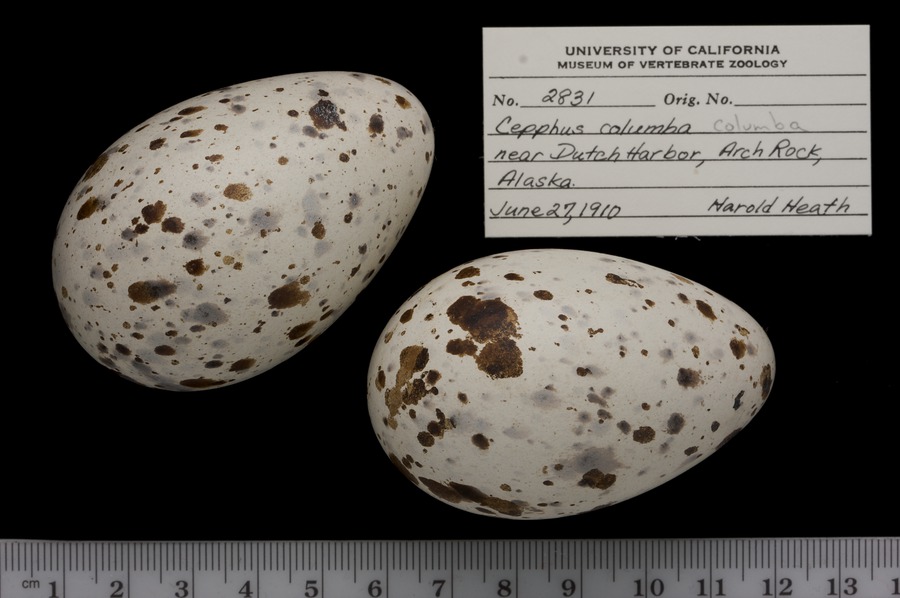 UNIVERSITY OF CALIFORNIA
MUSEUM OF VERTEBRATE ZOOLOGY
No. 2831 Orig. No.
Cepphus columba columba
near Dutch Harbor, Arch Rock,
Alaska.
June 27, 1910 Harold Heath
cm 1 2 3 4 5 6 7 8 9 10 11 12 13 1